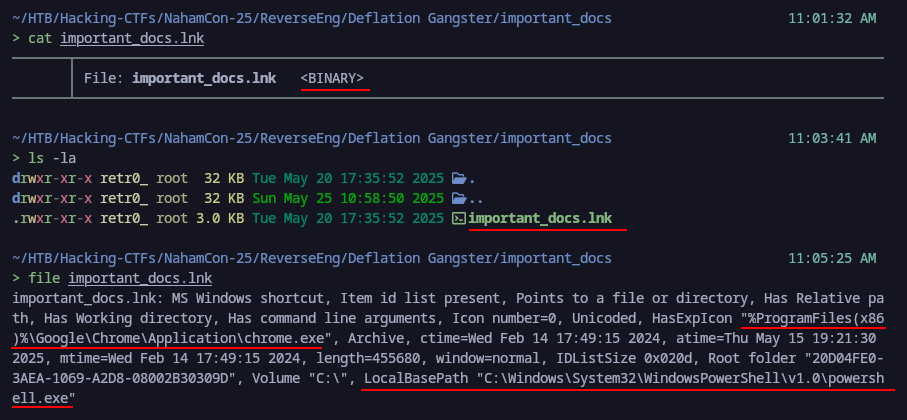 ~/HTB/Hacking-CTFs/NahamCon-25/ReverseEng/Deflation Gangster/important_docs 11:01:32 AM
> cat important_docs.lnk
File: important_docs.lnk <BINARY>
~/HTB/Hacking-CTFs/NahamCon-25/ReverseEng/Deflation Gangster/important_docs 11:03:41 AM
> ls -la
drwxr-xr-x retr0_ root 32 KB Tue May 20 17:35:52 2025 .
drwxr-xr-x retr0_ root 32 KB Sun May 25 10:58:50 2025 ..
.rwxr-xr-x retr0_ root 3.0 KB Tue May 20 17:35:52 2025 important_docs.lnk
~/HTB/Hacking-CTFs/NahamCon-25/ReverseEng/Deflation Gangster/important_docs 11:05:25 AM
> file important_docs.lnk
important_docs.lnk: MS Windows shortcut, Item id list present, Points to a file or directory, Has Relative pa
th, Has Working directory, Has command line arguments, Icon number=0, Unicoded, HasExpIcon "%ProgramFiles(x86
)%\Google\Chrome\Application\chrome.exe", Archive, ctime=Wed Feb 14 17:49:15 2024, atime=Thu May 15 19:21:30
2025, mtime=Wed Feb 14 17:49:15 2024, length=455680, window=normal, IDListSize 0x020d, Root folder "20D04FE0-
3AEA-1069-A2D8-08002B30309D", Volume "C:\", LocalBasePath "C:\Windows\System32\WindowsPowerShell\v1.0\powersh
ell.exe"